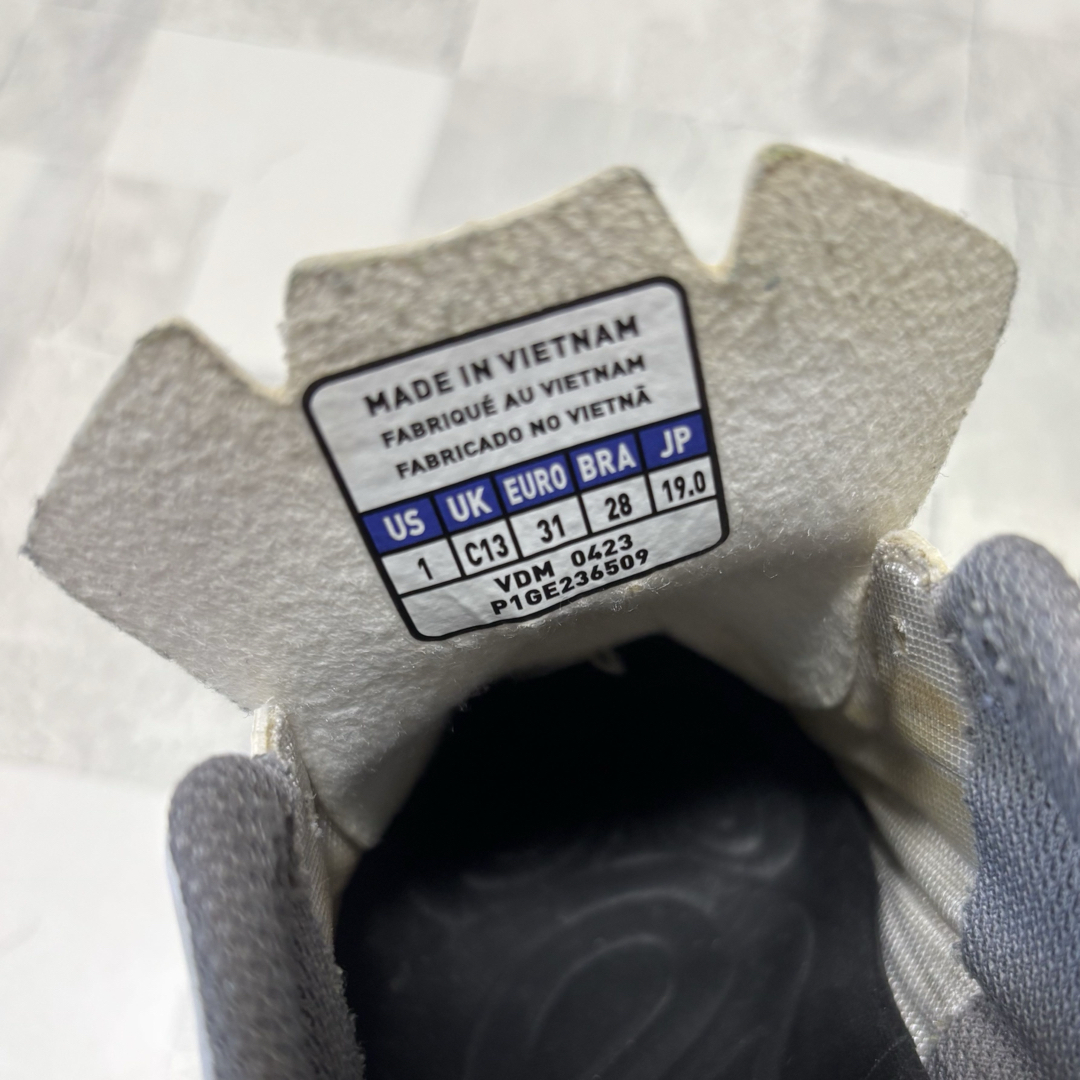 MADE IN VIETNAM
FABRIQUÉ AU VIETNAM
FABRICADO NO VIETNÃ
US UK EURO BRA JP
1 C13 31 28 19.0
VDM 0423
P1GE236509